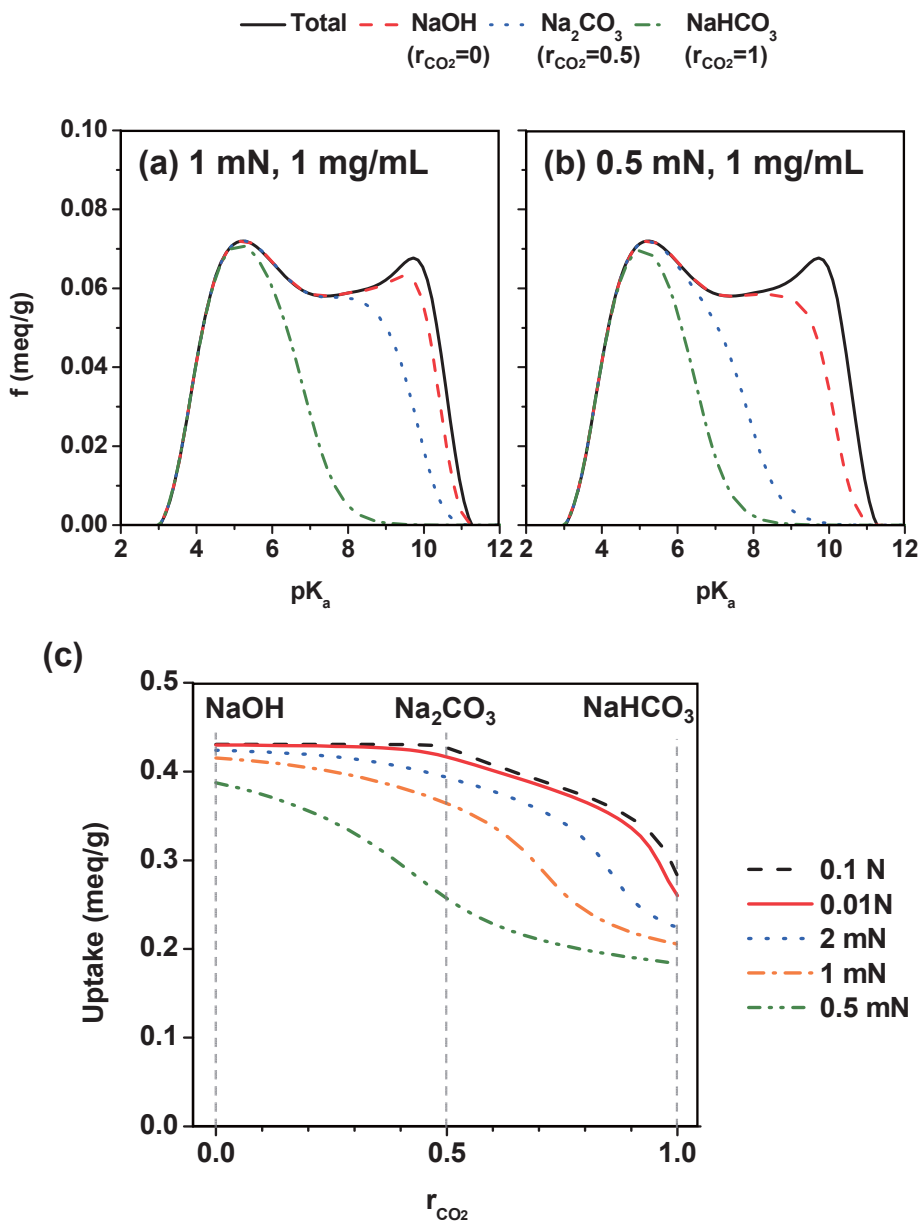 Total NaOH Na2CO3 NaHCO3
(rCO2=0) (rCO2=0.5) (rCO2=1)
(a) 1 mN, 1 mg/mL
(b) 0.5 mN, 1 mg/mL
0.10
0.08
0.06
0.04
0.02
0.00
f (meq/g)
2 4 6 8 10 12
2 4 6 8 10 12
pKa
pKa
(c)
NaOH Na2CO3 NaHCO3
0.5
0.4
0.3
0.2
0.1
0.0
Uptake (meq/g)
0.0 0.5 1.0
rCO2
0.1 N
0.01N
2 mN
1 mN
0.5 mN